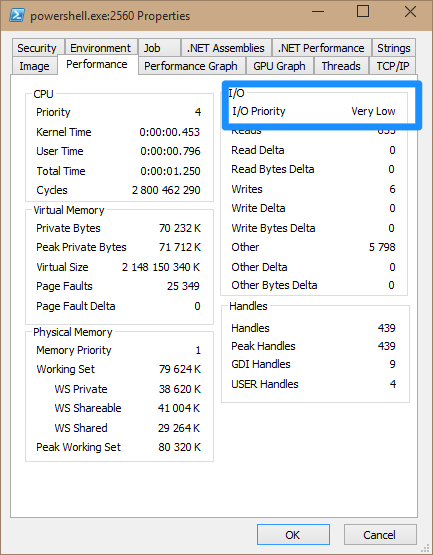 powershell.exe:2560 Properties
Security Environment Job .NET Assemblies .NET Performance Strings
Image Performance Performance Graph GPU Graph Threads TCP/IP
CPU
Priority 4
Kernel Time 0:00:00.453
User Time 0:00:00.796
Total Time 0:00:01.250
Cycles 2 800 462 290
Virtual Memory
Private Bytes 70 232 K
Peak Private Bytes 71 712 K
Virtual Size 2 148 150 340 K
Page Faults 25 349
Page Fault Delta 0
Physical Memory
Memory Priority 1
Working Set 79 624 K
WS Private 38 620 K
WS Shareable 41 004 K
WS Shared 29 264 K
Peak Working Set 80 320 K
I/O
I/O Priority Very Low
Reads 635
Read Delta 0
Read Bytes Delta 0
Writes 6
Write Delta 0
Write Bytes Delta 0
Other 5 798
Other Delta 0
Other Bytes Delta 0
Handles
Handles 439
Peak Handles 439
GDI Handles 9
USER Handles 4
OK Cancel